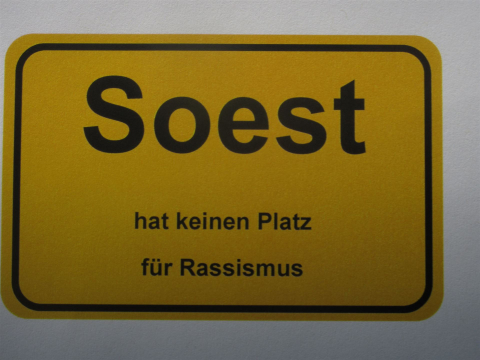 Soest
hat keinen Platz
für Rassismus